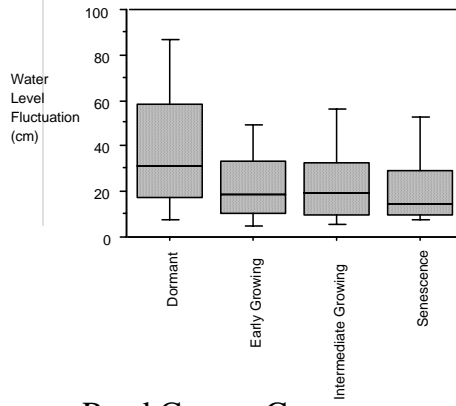 Water
Level
Fluctuation
(cm)
100
80
60
40
20
0
Dormant
Early Growing
Intermediate Growing
Senescence